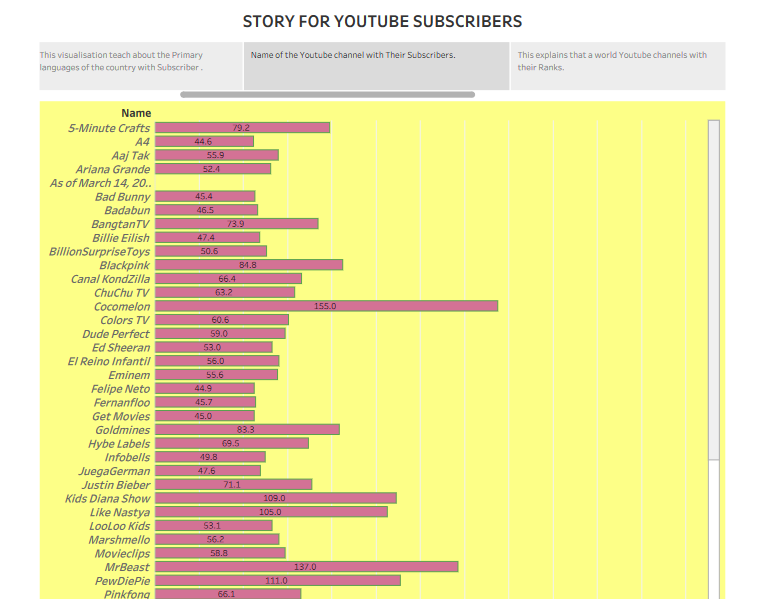 STORY FOR YOUTUBE SUBSCRIBERS
This visualisation teach about the Primary
languages of the country with Subscriber .
Name of the Youtube channel with Their Subscribers.
This explains that a world Youtube channels with
their Ranks.
Name
5-Minute Crafts 79.2
A4 44.6
Aaj Tak 55.9
Ariana Grande 52.4
As of March 14, 20..
Bad Bunny 45.4
Badabun 46.5
BangtanTV 73.9
Billie Eilish 47.4
BillionSurpriseToys 50.6
Blackpink 84.8
Canal KondZilla 66.4
ChuChu TV 63.2
Cocomelon 155.0
Colors TV 60.6
Dude Perfect 59.0
Ed Sheeran 53.0
El Reino Infantil 56.0
Eminem 55.6
Felipe Neto 44.9
Fernanfloo 45.7
Get Movies 45.0
Goldmines 83.3
Hybe Labels 69.5
Infobells 49.8
JuegaGerman 47.6
Justin Bieber 71.1
Kids Diana Show 109.0
Like Nastya 105.0
LooLoo Kids 53.1
Marshmello 56.2
Movieclips 58.8
MrBeast 137.0
PewDiePie 111.0
Pinkfong 66.1